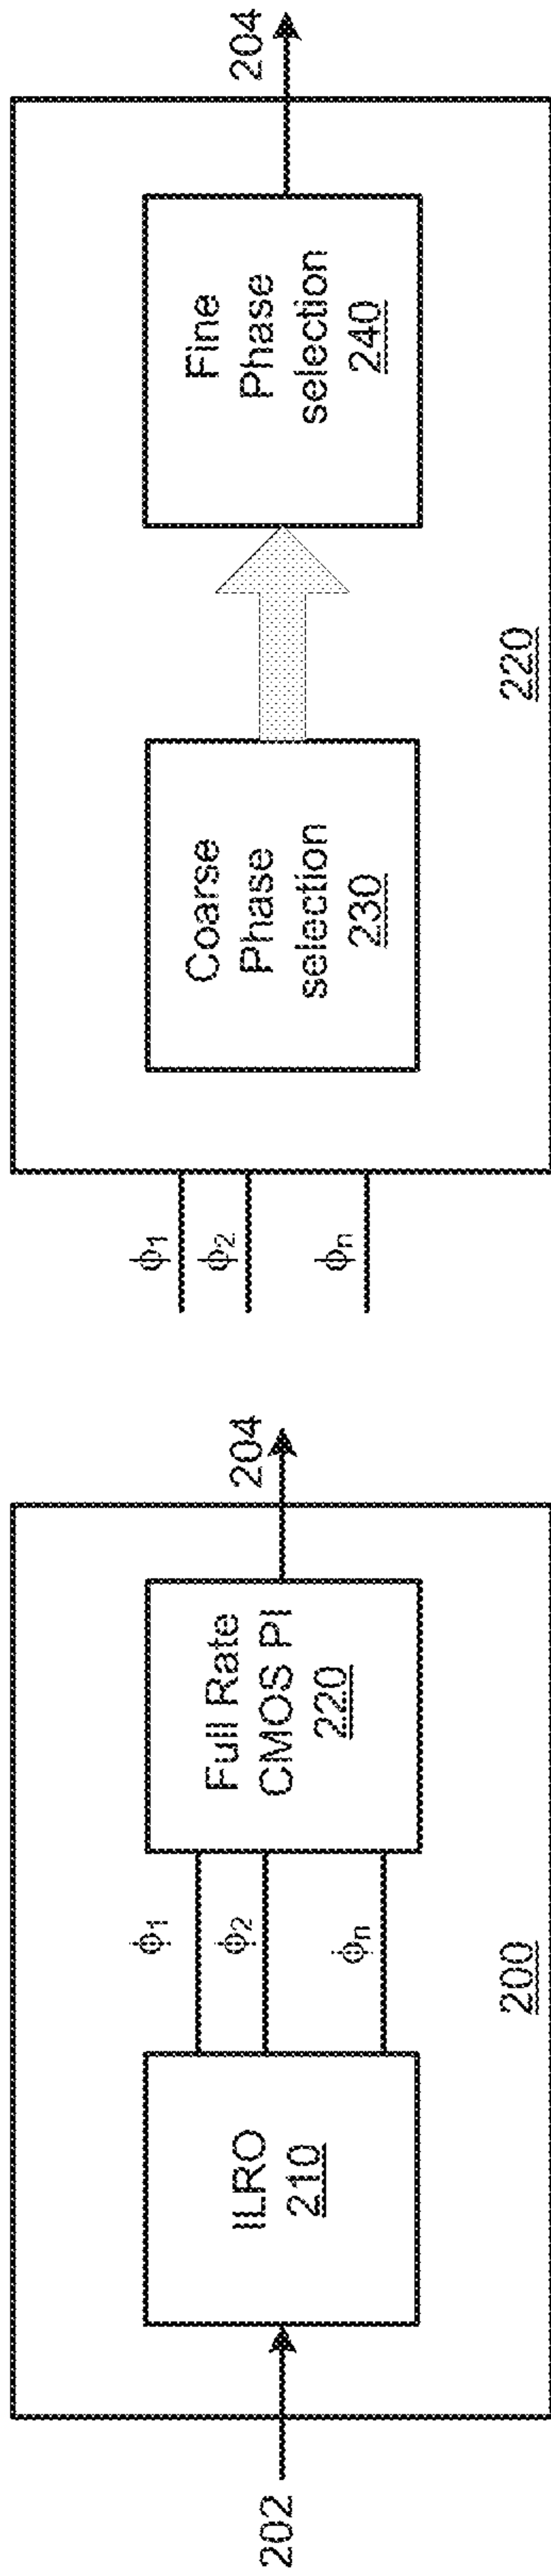 202
ILRO
210
ϕ1
ϕ2
ϕn
Full Rate
CMOS PI
220
204
200
ϕ1
ϕ2
ϕn
Coarse
Phase
selection
230
Fine
Phase
selection
240
204
220